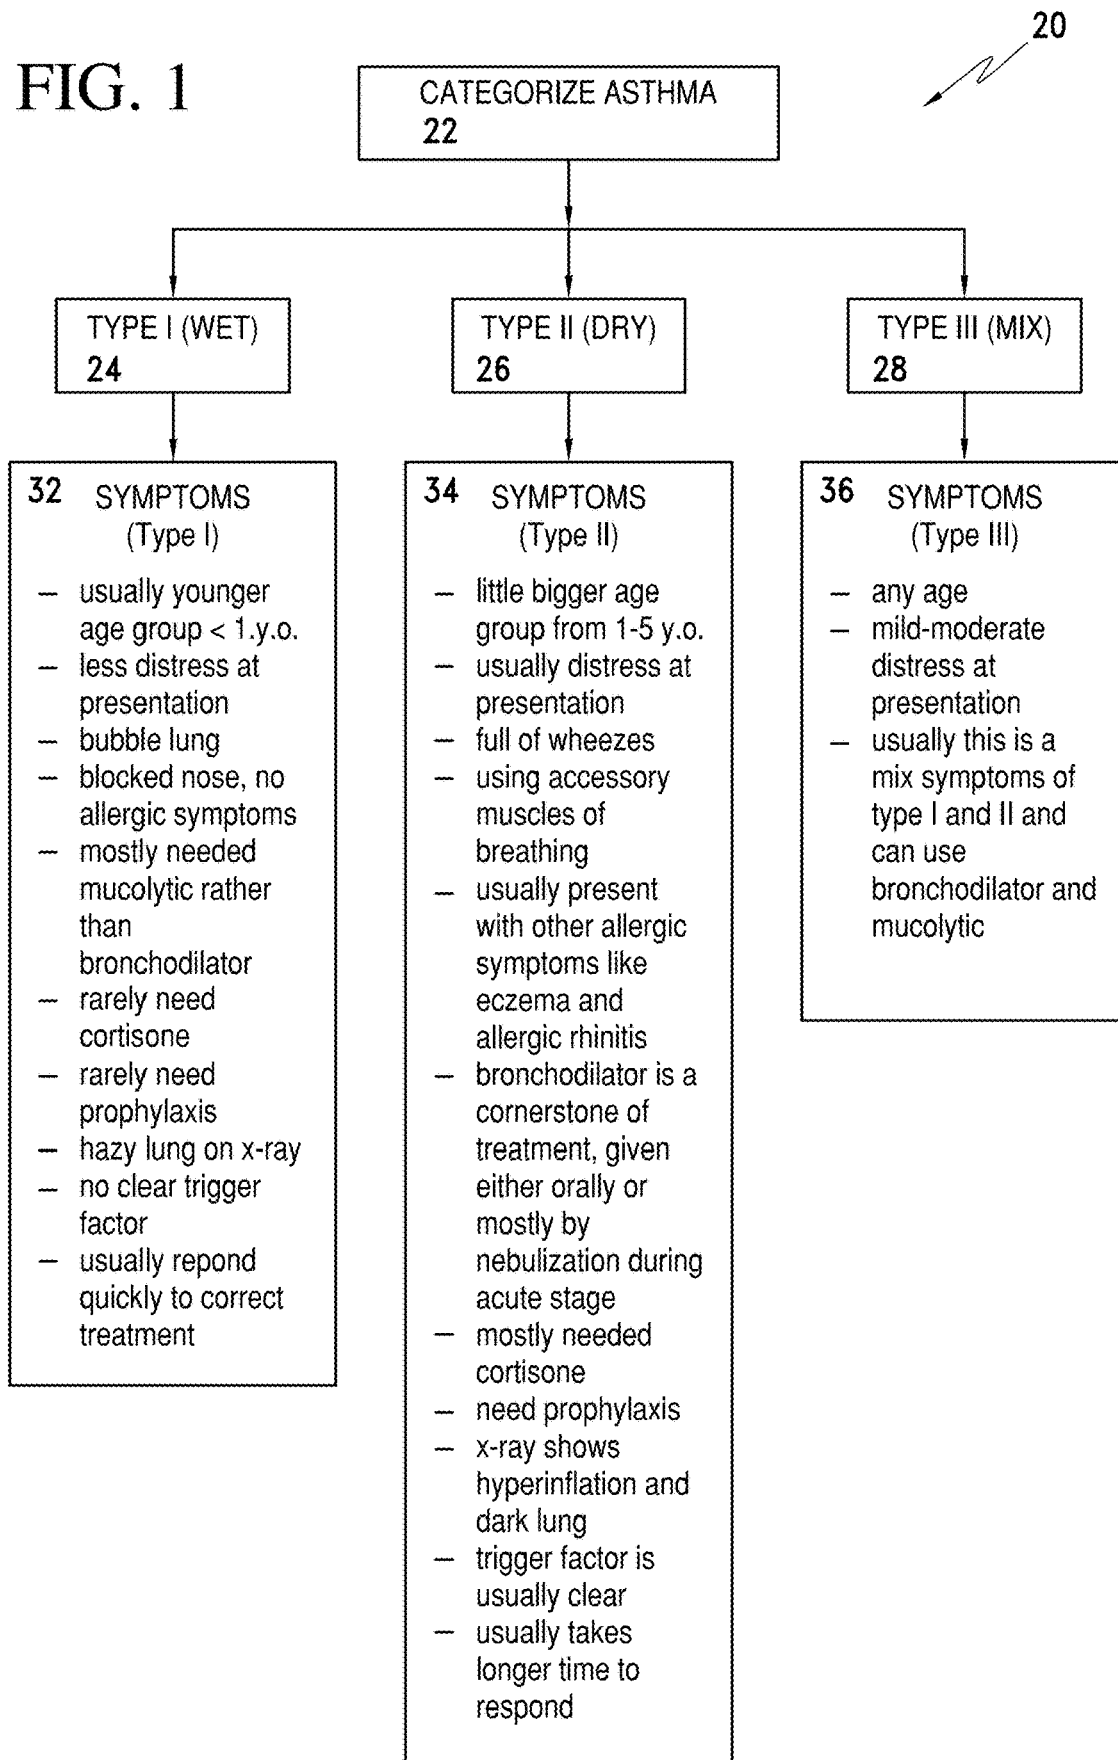 20
FIG. 1
CATEGORIZE ASTHMA
22
TYPE I (WET)
24
TYPE II (DRY)
26
TYPE III (MIX)
28
32 SYMPTOMS
(Type I)
– usually younger
age group < 1.y.o.
– less distress at
presentation
– bubble lung
– blocked nose, no
allergic symptoms
– mostly needed
mucolytic rather
than
bronchodilator
– rarely need
cortisone
– rarely need
prophylaxis
– hazy lung on x-ray
– no clear trigger
factor
– usually repond
quickly to correct
treatment
34 SYMPTOMS
(Type II)
– little bigger age
group from 1-5 y.o.
– usually distress at
presentation
– full of wheezes
– using accessory
muscles of
breathing
– usually present
with other allergic
symptoms like
eczema and
allergic rhinitis
– bronchodilator is a
cornerstone of
treatment, given
either orally or
mostly by
nebulization during
acute stage
– mostly needed
cortisone
– need prophylaxis
– x-ray shows
hyperinflation and
dark lung
– trigger factor is
usually clear
– usually takes
longer time to
respond
36 SYMPTOMS
(Type III)
– any age
– mild-moderate
distress at
presentation
– usually this is a
mix symptoms of
type I and II and
can use
bronchodilator and
mucolytic